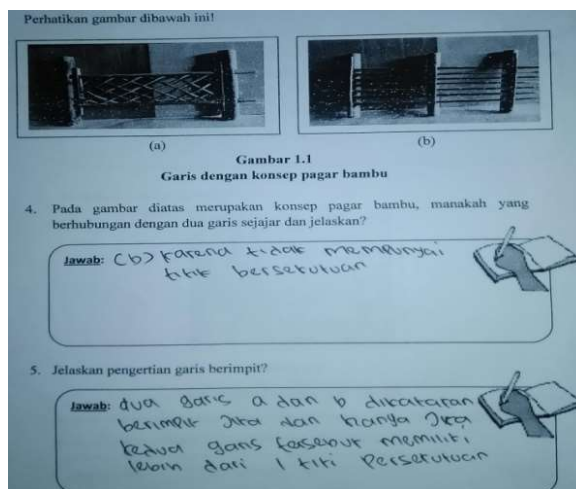 Perhatikan gambar dibawah ini!
(a)
(b)
Gambar 1.1
Garis dengan konsep pagar bambu
4. Pada gambar diatas merupakan konsep pagar bambu, manakah yang
berhubungan dengan dua garis sejajar dan jelaskan?
Jawab: (b) karena tidak mempunyai
titik bersekutuan
5. Jelaskan pengertian garis berimpit?
Jawab: dua garis a dan b dikatakan
berimpit Jika dan hanya Jika
kedua garis tersebut memiliki
lebih dari 1 titi Persekutuan